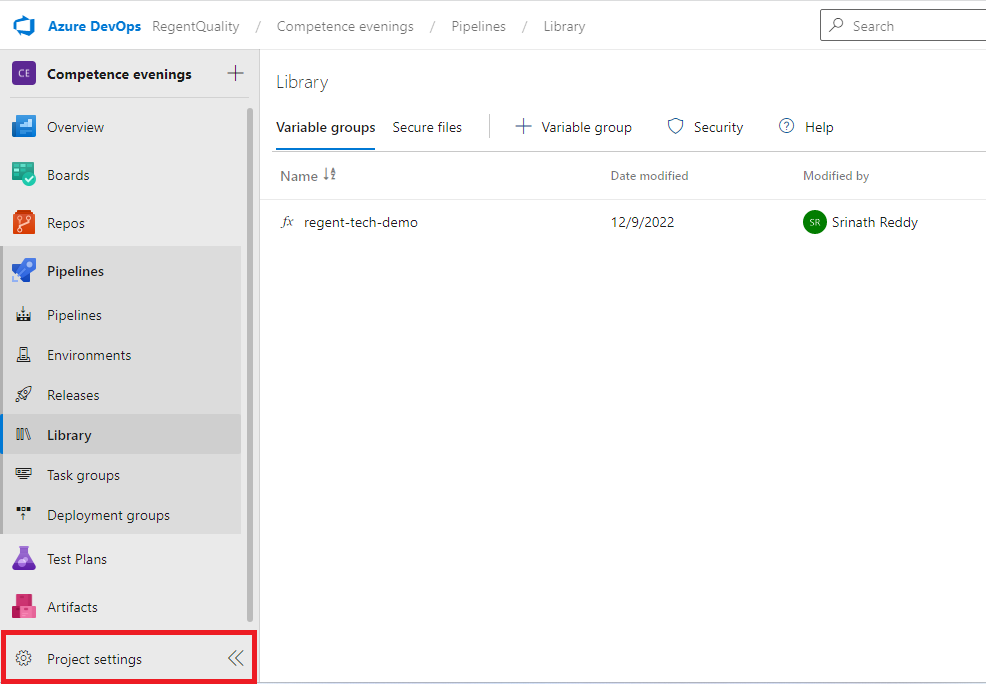 Azure DevOps RegentQuality / Competence evenings / Pipelines / Library Search
CE Competence evenings
Overview
Boards
Repos
Pipelines
Pipelines
Environments
Releases
Library
Task groups
Deployment groups
Test Plans
Artifacts
Project settings
Library
Variable groups Secure files Variable group Security Help
Name Date modified Modified by
fx regent-tech-demo 12/9/2022 SR Srinath Reddy